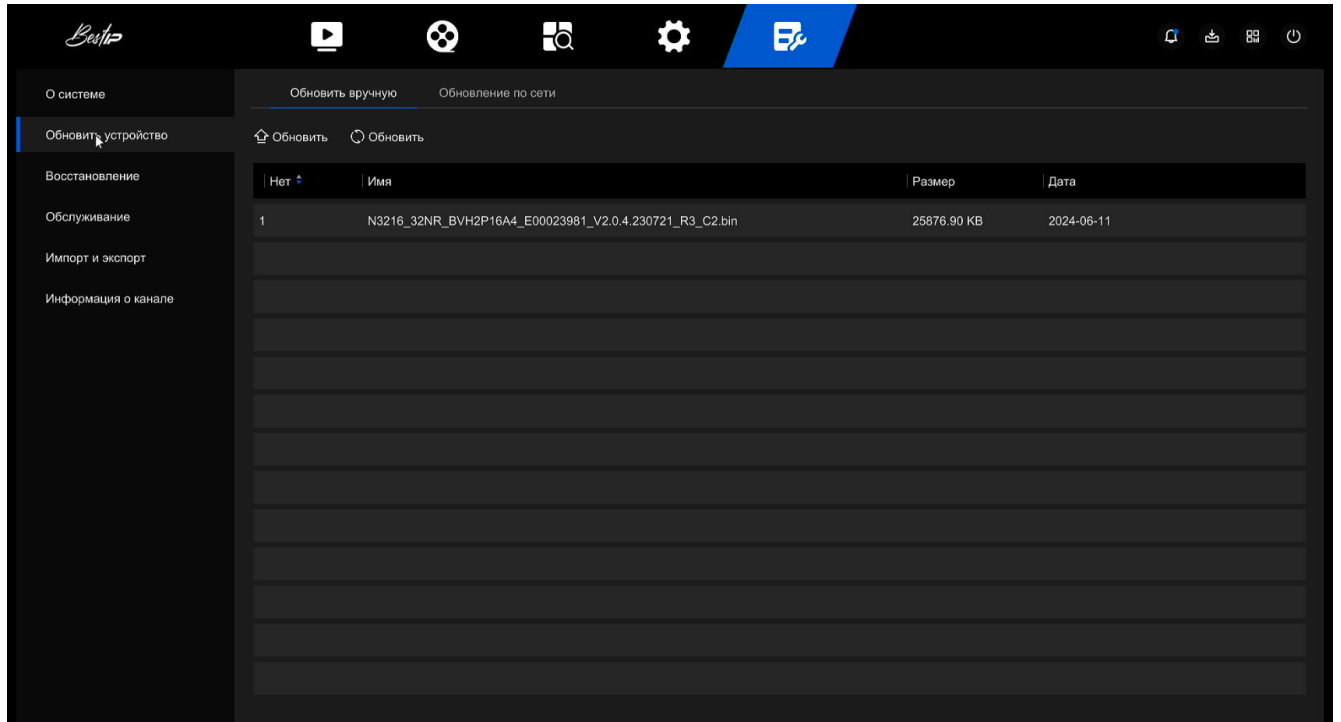 BestIP
О системе
Обновить устройство
Восстановление
Обслуживание
Импорт и экспорт
Информация о канале
Обновить вручную Обновление по сети
Обновить Обновить
Нет Имя Размер Дата
1 N3216_32NR_BVH2P16A4_E00023981_V2.0.4.230721_R3_C2.bin 25876.90 KB 2024-06-11